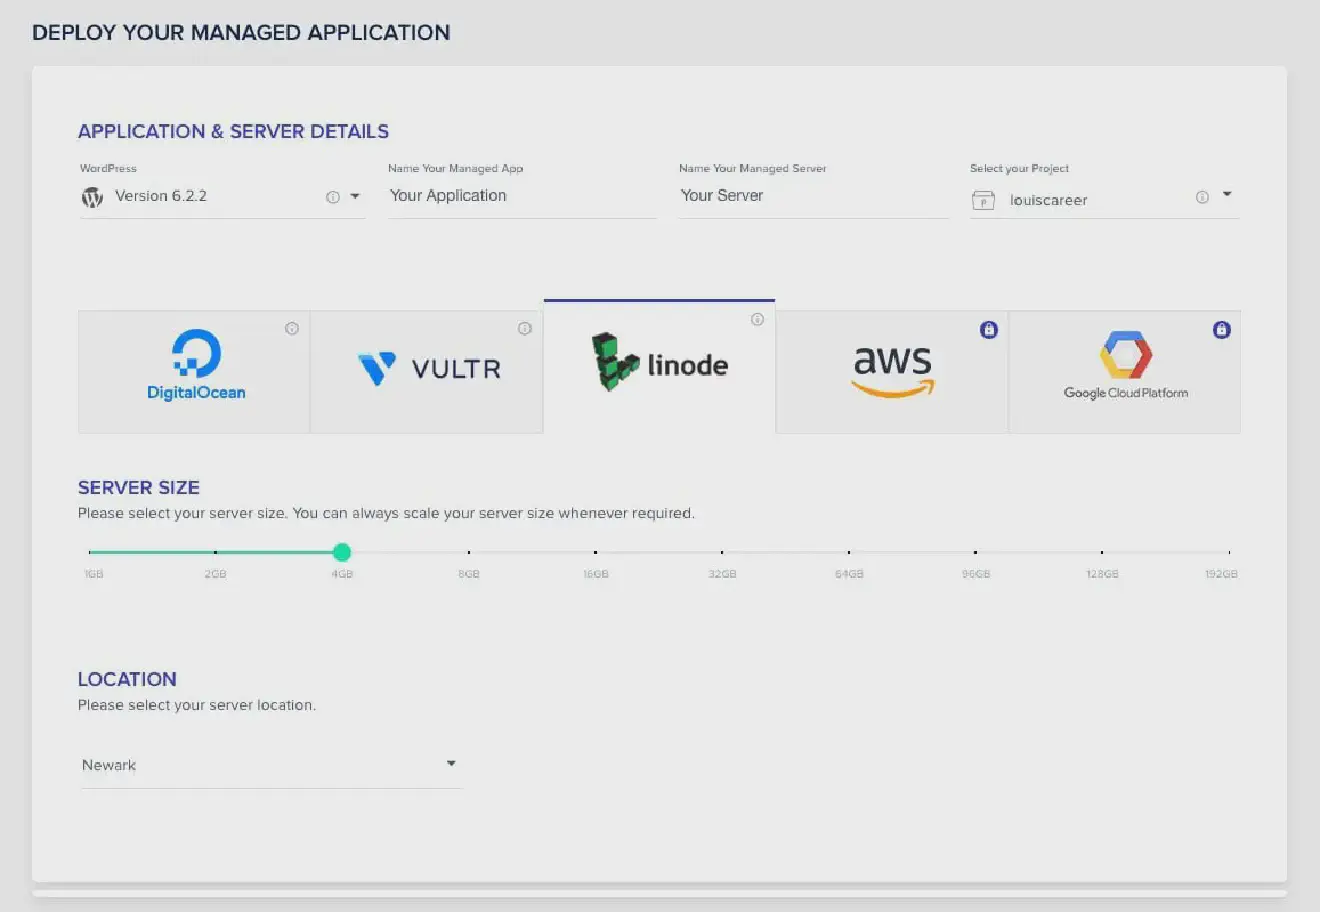 DEPLOY YOUR MANAGED APPLICATION
APPLICATION & SERVER DETAILS
WordPress
Version 6.2.2
Name Your Managed App
Your Application
Name Your Managed Server
Your Server
Select your Project
P
louiscareer
DigitalOcean
VULTR
linode
aws
Google Cloud Platform
SERVER SIZE
Please select your server size. You can always scale your server size whenever required.
1GB 2GB 4GB 8GB 16GB 32GB 64GB 96GB 128GB 192GB
LOCATION
Please select your server location.
Newark